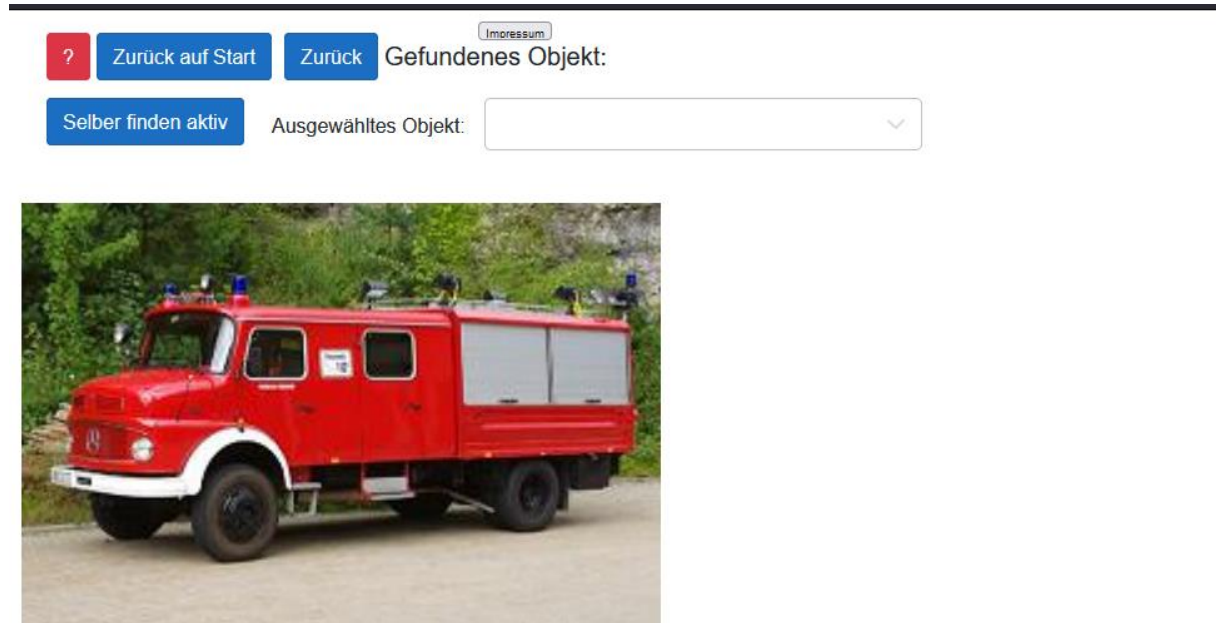 Impressum
? Zurück auf Start Zurück Gefundenes Objekt:
Selber finden aktiv Ausgewähltes Objekt: